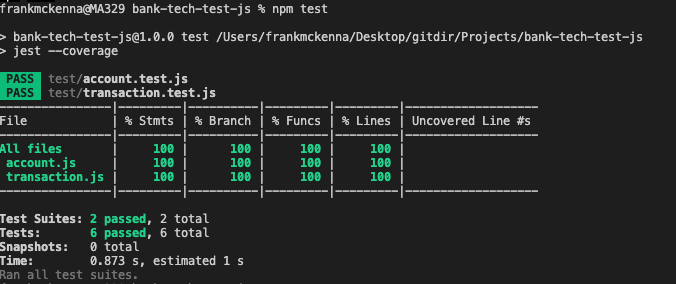 frankmckenna@MA329 bank-tech-test-js % npm test
> bank-tech-test-js@1.0.0 test /Users/frankmckenna/Desktop/gitdir/Projects/bank-tech-test-js
> jest --coverage
PASS test/account.test.js
PASS test/transaction.test.js
-----------------|---------|----------|---------|---------|-------------------
File | % Stmts | % Branch | % Funcs | % Lines | Uncovered Line #s
-----------------|---------|----------|---------|---------|-------------------
All files | 100 | 100 | 100 | 100 |
account.js | 100 | 100 | 100 | 100 |
transaction.js | 100 | 100 | 100 | 100 |
-----------------|---------|----------|---------|---------|-------------------
Test Suites: 2 passed, 2 total
Tests: 6 passed, 6 total
Snapshots: 0 total
Time: 0.873 s, estimated 1 s
Ran all test suites.